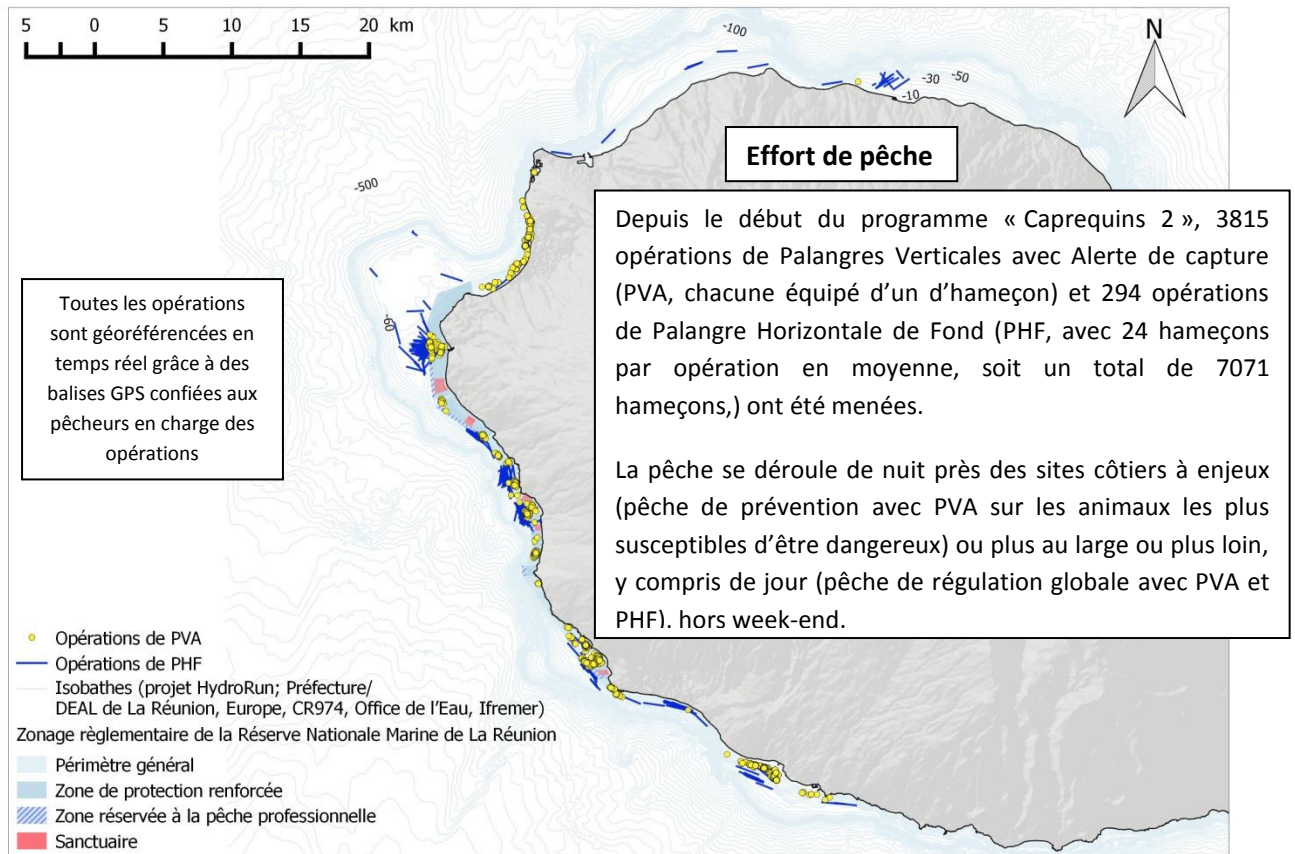 5 0 5 10 15 20 km
-100
N
-30
-50
-10
-500
-60
Effort de pêche
Depuis le début du programme « Caprequins 2 », 3815
opérations de Palangres Verticales avec Alerte de capture
(PVA, chacune équipé d’un d’hameçon) et 294 opérations
de Palangre Horizontale de Fond (PHF, avec 24 hameçons
par opération en moyenne, soit un total de 7071
hameçons,) ont été menées.
La pêche se déroule de nuit près des sites côtiers à enjeux
(pêche de prévention avec PVA sur les animaux les plus
susceptibles d’être dangereux) ou plus au large ou plus loin,
y compris de jour (pêche de régulation globale avec PVA et
PHF). hors week-end.
Toutes les opérations
sont géoréférencées en
temps réel grâce à des
balises GPS confiées aux
pêcheurs en charge des
opérations
Opérations de PVA
Opérations de PHF
Isobathes (projet HydroRun; Préfecture/
DEAL de La Réunion, Europe, CR974, Office de l’Eau, Ifremer)
Zonage règlementaire de la Réserve Nationale Marine de La Réunion
Périmètre général
Zone de protection renforcée
Zone réservée à la pêche professionnelle
Sanctuaire